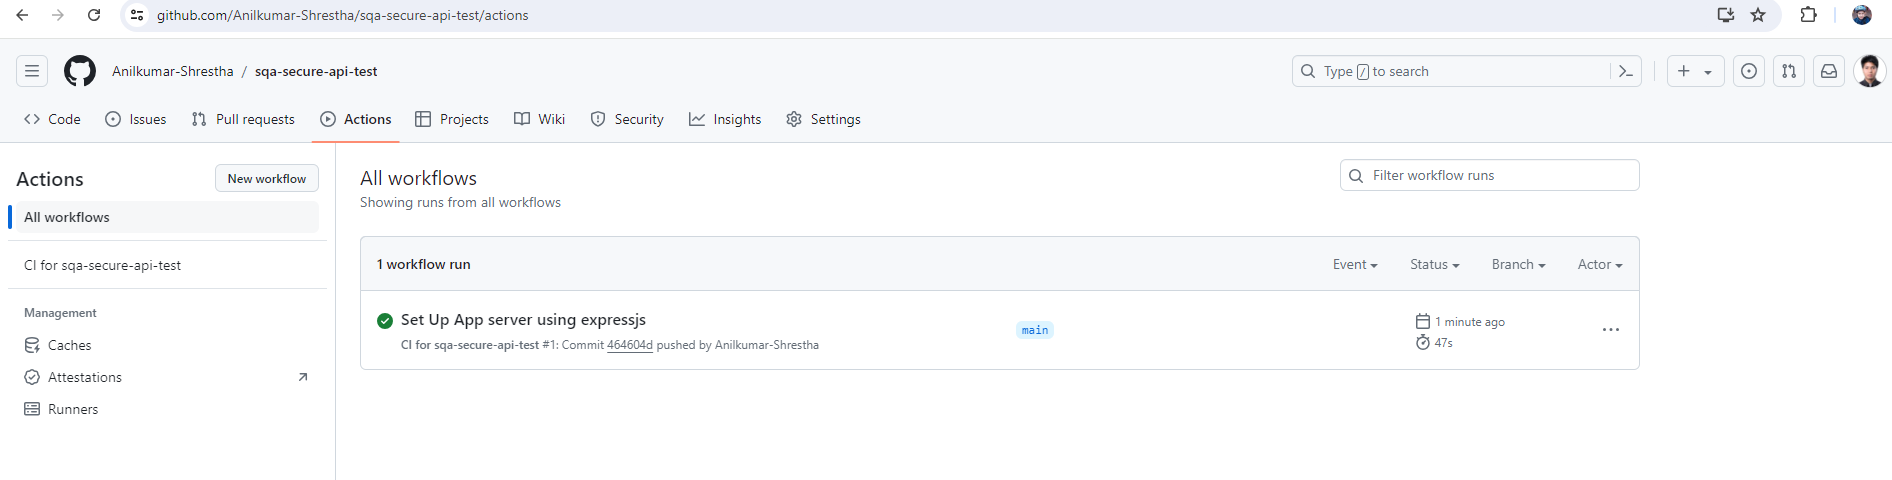 github.com/Anilkumar-Shrestha/sqa-secure-api-test/actions
Anilkumar-Shrestha / sqa-secure-api-test
Type / to search
Code Issues Pull requests Actions Projects Wiki Security Insights Settings
Actions
New workflow
All workflows
CI for sqa-secure-api-test
Management
Caches
Attestations
Runners
All workflows
Showing runs from all workflows
Filter workflow runs
1 workflow run
Event Status Branch Actor
Set Up App server using expressjs
CI for sqa-secure-api-test #1: Commit 464604d pushed by Anilkumar-Shrestha
main
1 minute ago
47s